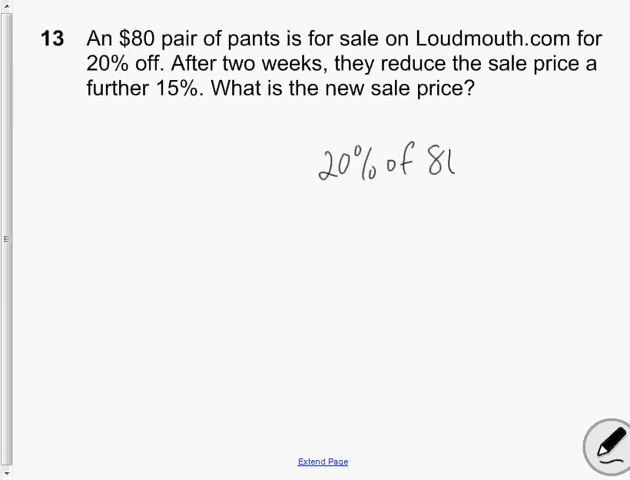 13 An $80 pair of pants is for sale on Loudmouth.com for
20% off. After two weeks, they reduce the sale price a
further 15%. What is the new sale price?
20% of 8
Extend Page